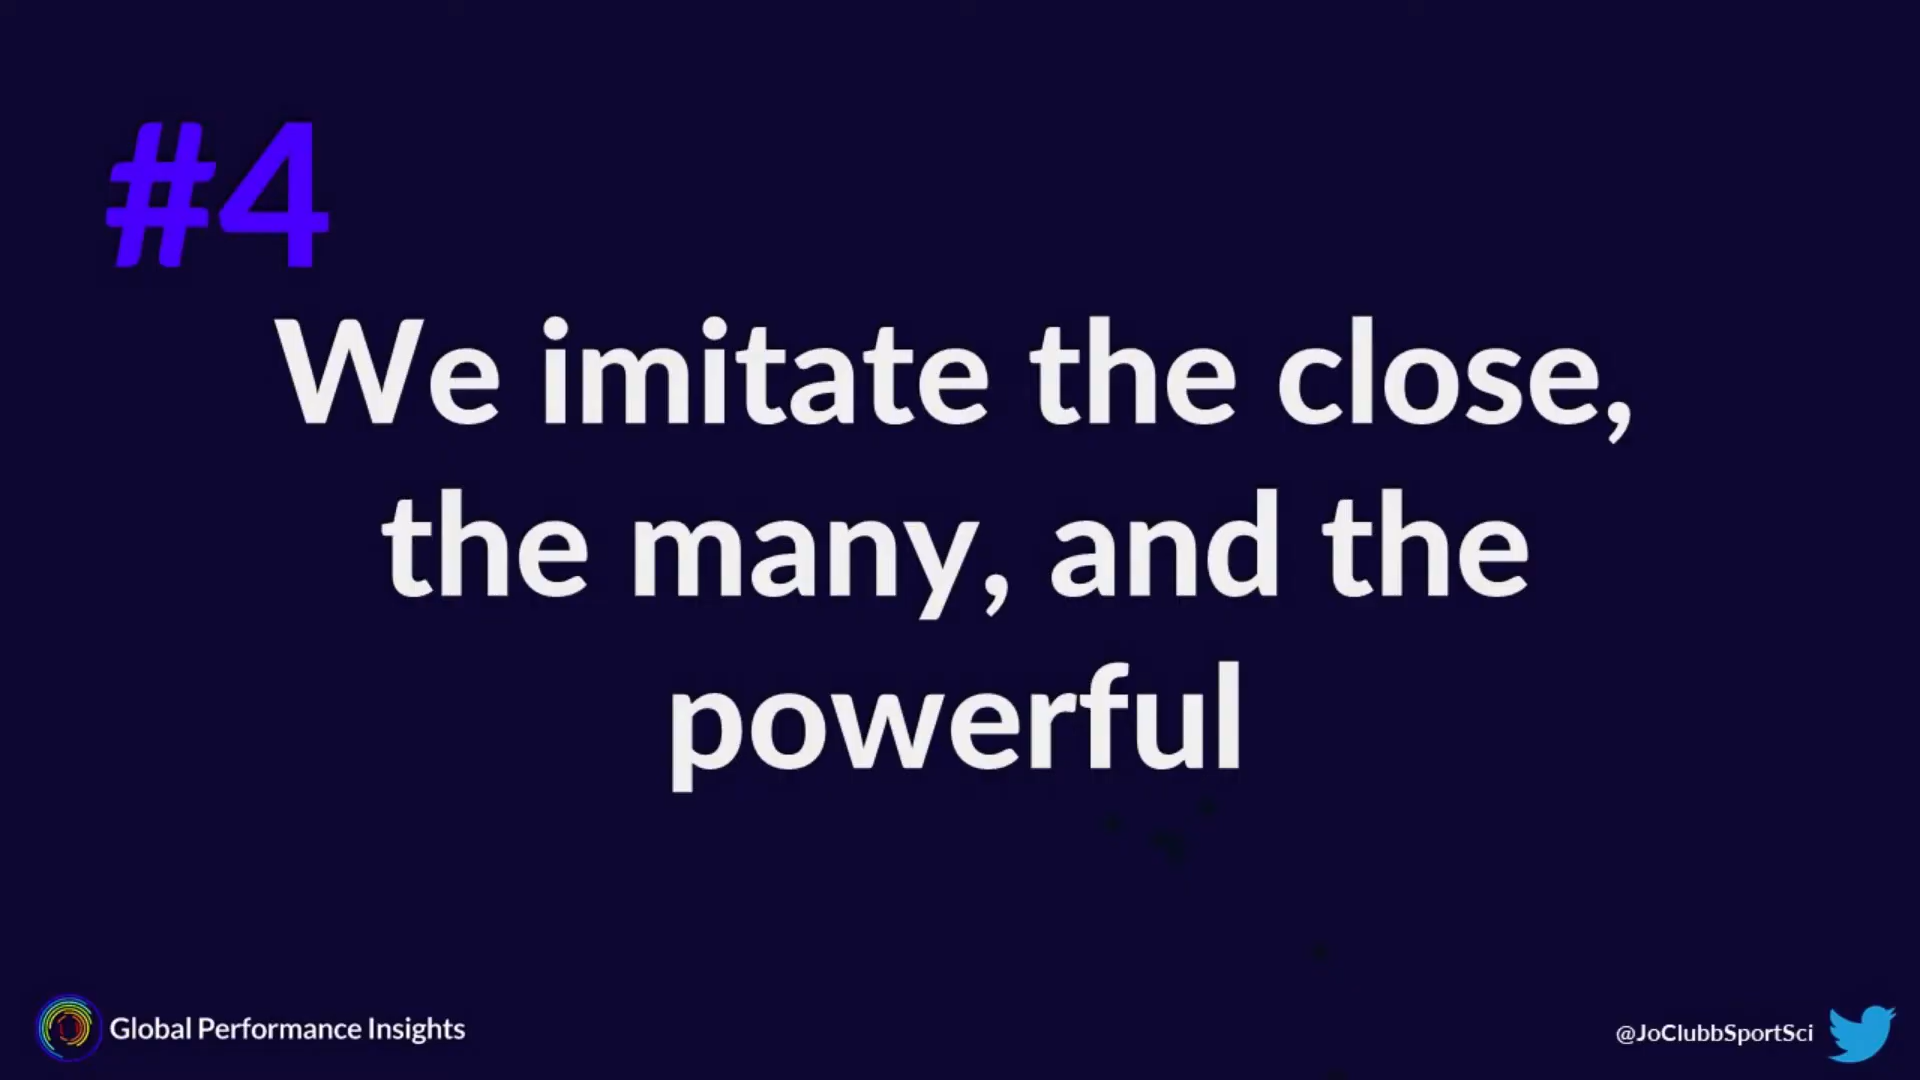 #4
We imitate the close,
the many, and the
powerful
Global Performance Insights
@JoClubbSportSci